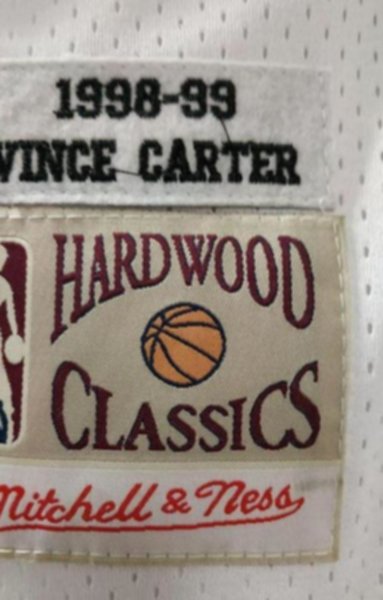 1998-99
VINCE CARTER
HARDWOOD
CLASSICS
Mitchell & Ness